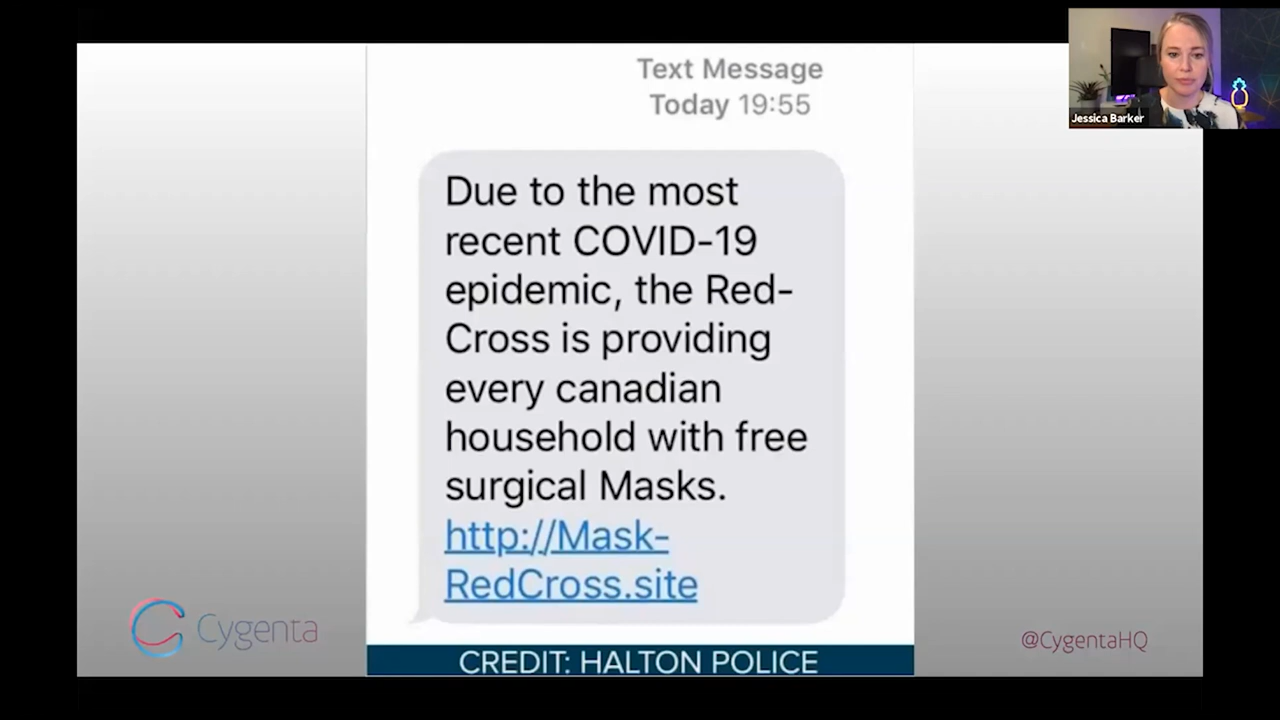 Text Message
Today 19:55
Due to the most
recent COVID-19
epidemic, the Red-
Cross is providing
every canadian
household with free
surgical Masks.
http://Mask-
RedCross.site
Cygenta
@CygentaHQ
CREDIT: HALTON POLICE
Jessica Barker